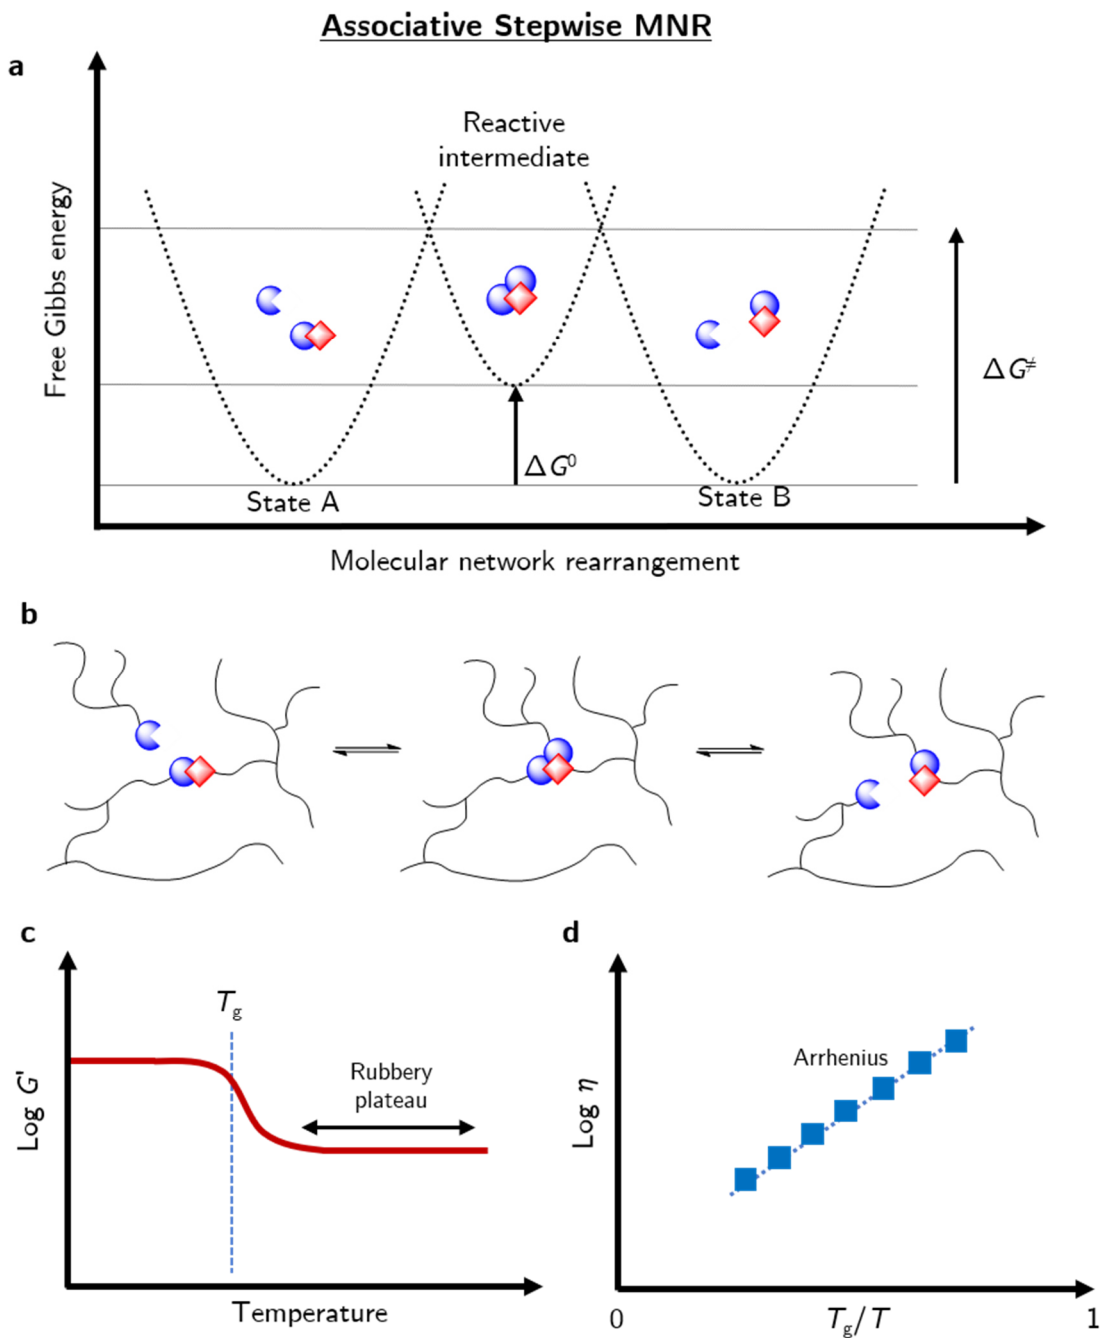 Associative Stepwise MNR
a
Reactive
intermediate
Free Gibbs energy
ΔG≠
ΔG⁰
State A
State B
Molecular network rearrangement
b
c
d
Tg
Rubbery
plateau
Log G'
Temperature
Arrhenius
Log η
0
Tg/T
1